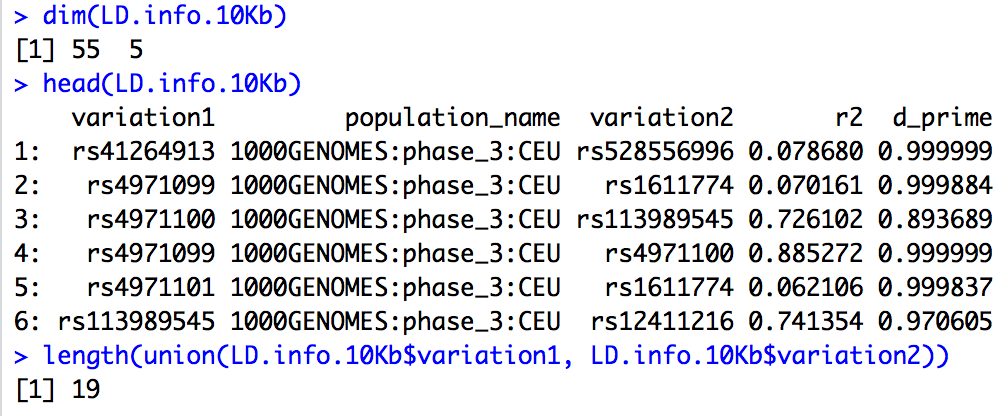 > dim(LD.info.10Kb)
[1] 55  5
> head(LD.info.10Kb)
    variation1         population_name  variation2       r2  d_prime
1:  rs41264913 1000GENOMES:phase_3:CEU rs528556996 0.078680 0.999999
2:   rs4971099 1000GENOMES:phase_3:CEU   rs1611774 0.070161 0.999884
3:   rs4971100 1000GENOMES:phase_3:CEU rs113989545 0.726102 0.893689
4:   rs4971099 1000GENOMES:phase_3:CEU   rs4971100 0.885272 0.999999
5:   rs4971101 1000GENOMES:phase_3:CEU   rs1611774 0.062106 0.999837
6: rs113989545 1000GENOMES:phase_3:CEU  rs12411216 0.741354 0.970605
> length(union(LD.info.10Kb$variation1, LD.info.10Kb$variation2))
[1] 19